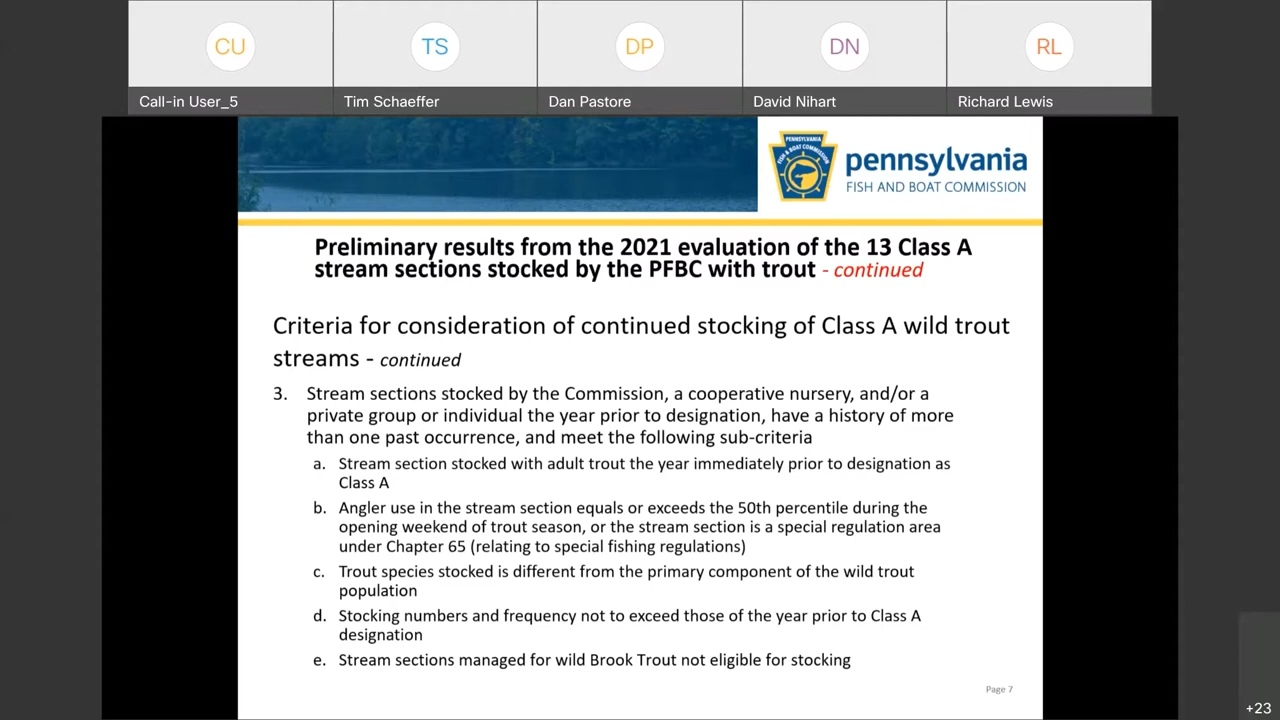 CU
TS
DP
DN
RL
Call-in User_5
Tim Schaeffer
Dan Pastore
David Nihart
Richard Lewis
PENNSYLVANIA
FISH & BOAT COMMISSION
pennsylvania
FISH AND BOAT COMMISSION
Preliminary results from the 2021 evaluation of the 13 Class A
stream sections stocked by the PFBC with trout - continued
Criteria for consideration of continued stocking of Class A wild trout
streams - continued
3. Stream sections stocked by the Commission, a cooperative nursery, and/or a
private group or individual the year prior to designation, have a history of more
than one past occurrence, and meet the following sub-criteria
a. Stream section stocked with adult trout the year immediately prior to designation as
Class A
b. Angler use in the stream section equals or exceeds the 50th percentile during the
opening weekend of trout season, or the stream section is a special regulation area
under Chapter 65 (relating to special fishing regulations)
c. Trout species stocked is different from the primary component of the wild trout
population
d. Stocking numbers and frequency not to exceed those of the year prior to Class A
designation
e. Stream sections managed for wild Brook Trout not eligible for stocking
Page 7
+23